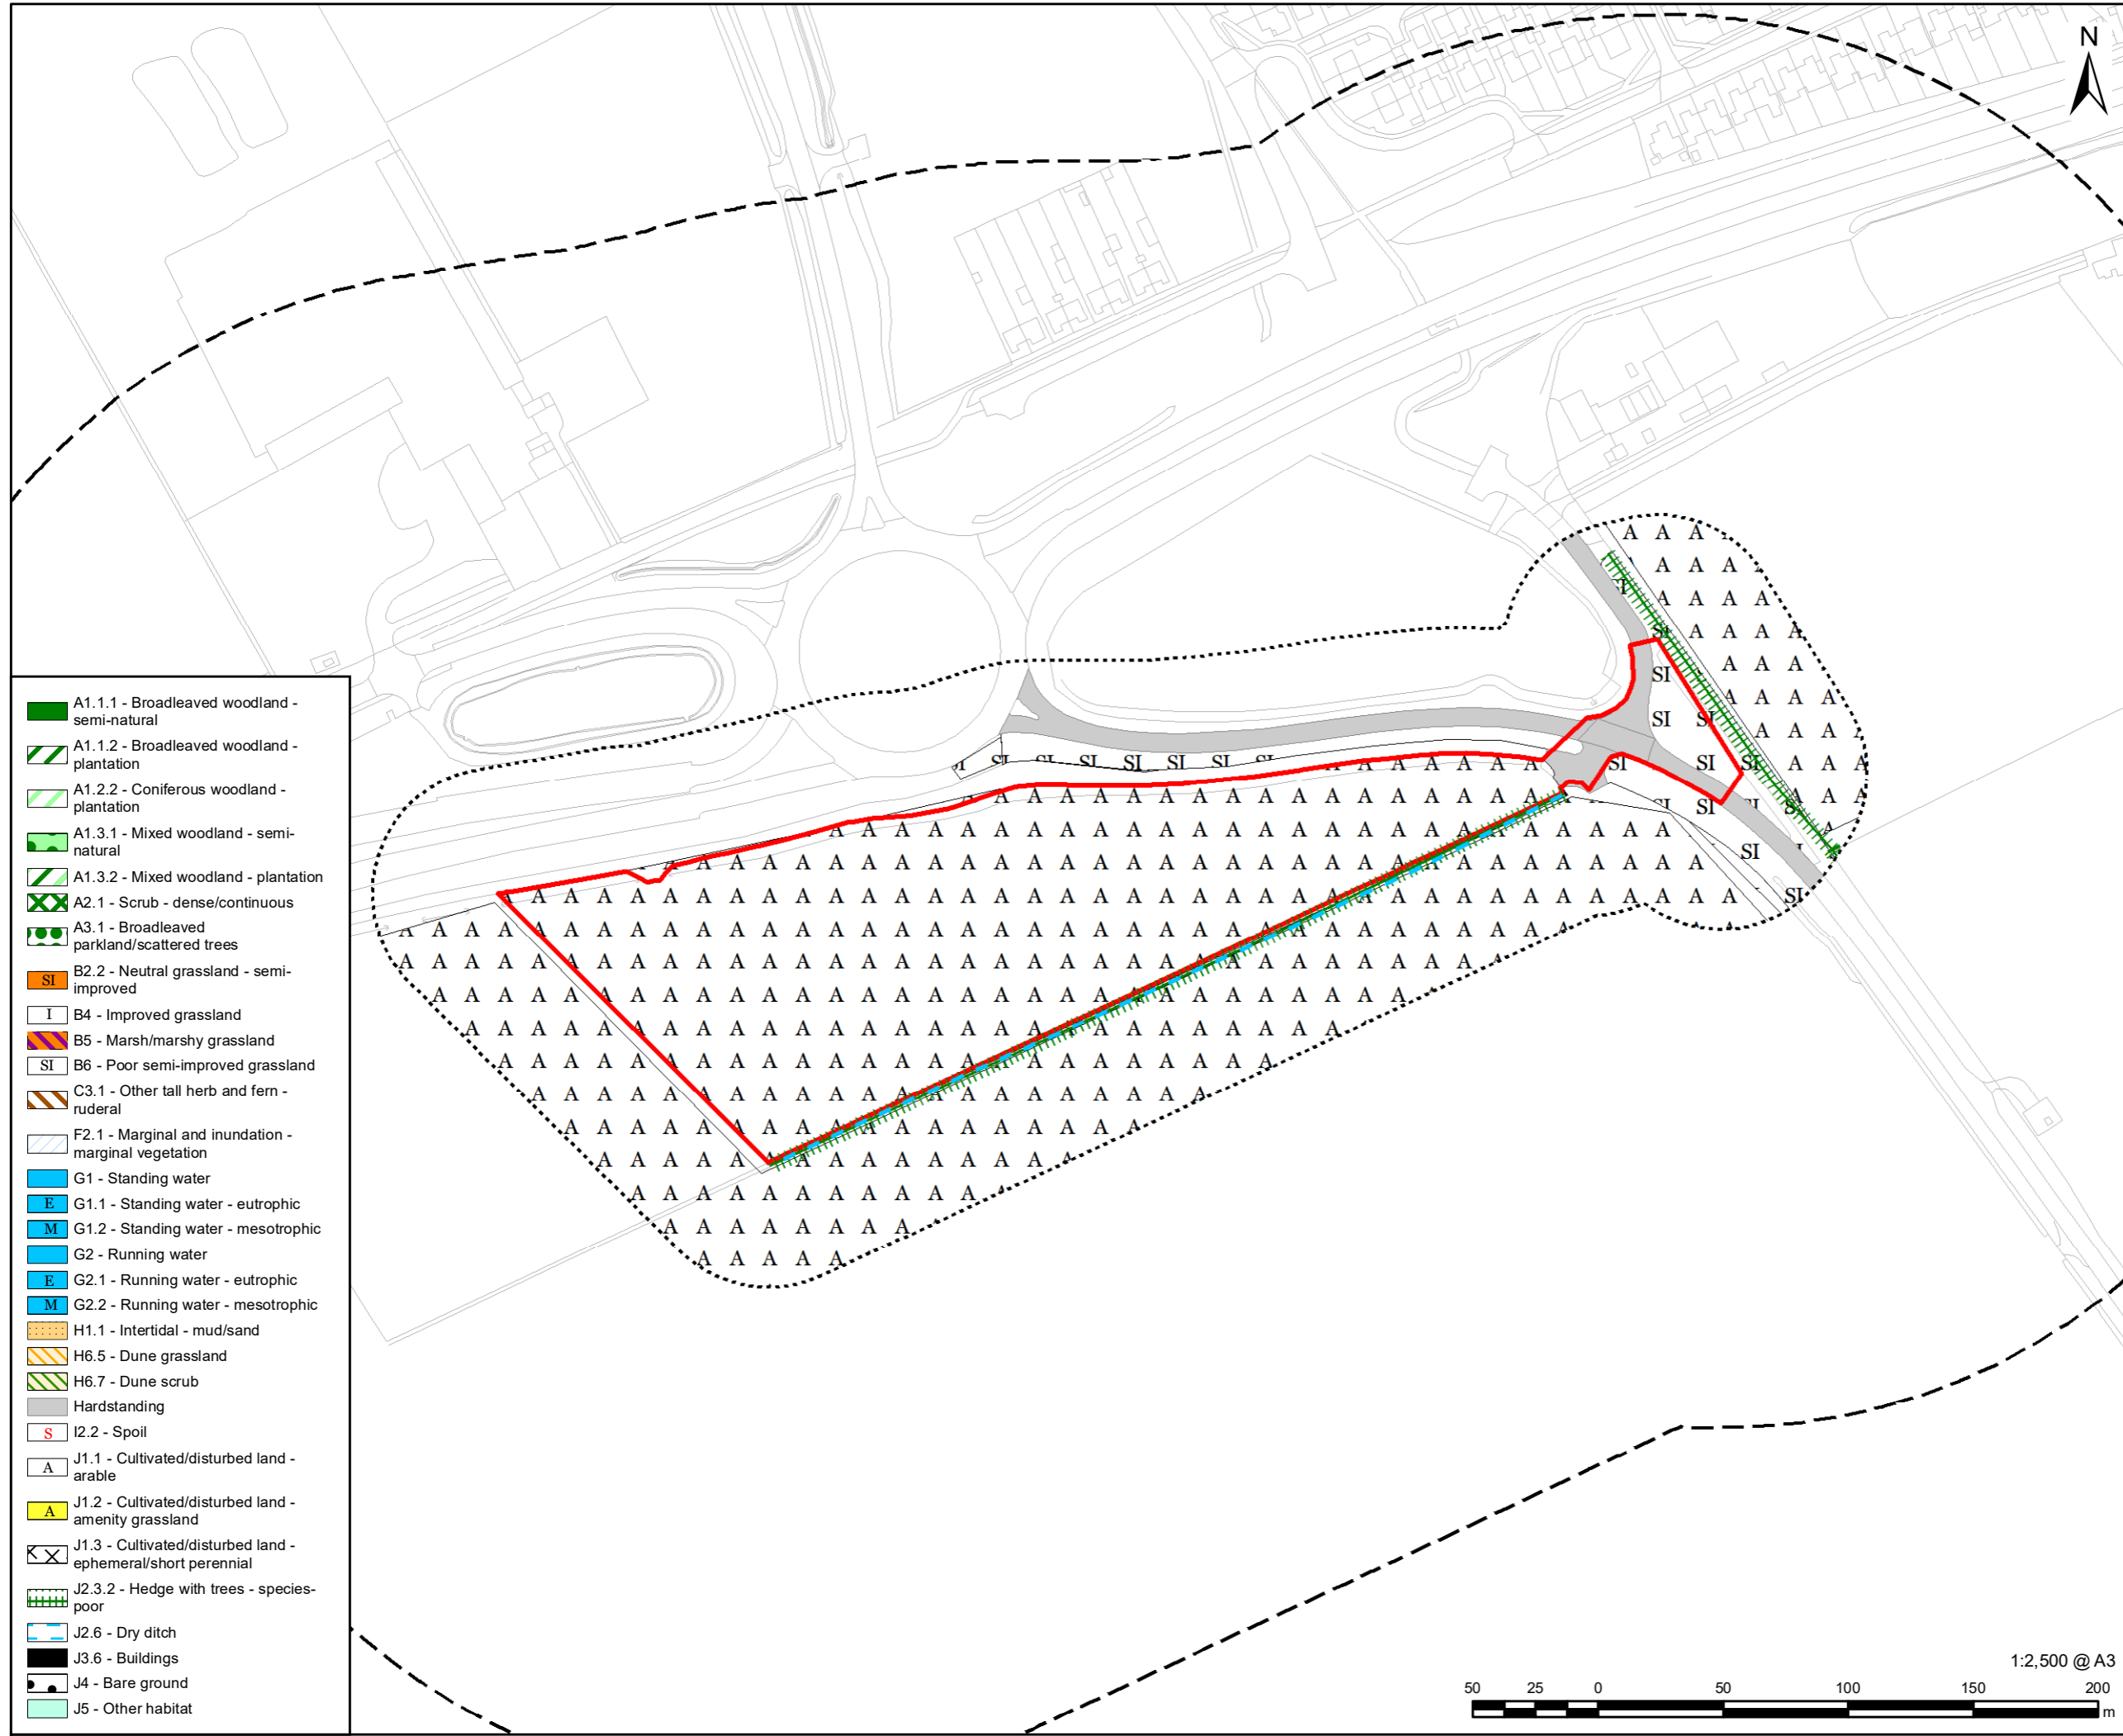 N
A1.1.1 - Broadleaved woodland -
semi-natural
A1.1.2 - Broadleaved woodland -
plantation
A1.2.2 - Coniferous woodland -
plantation
A1.3.1 - Mixed woodland - semi-
natural
A1.3.2 - Mixed woodland - plantation
A2.1 - Scrub - dense/continuous
A3.1 - Broadleaved
parkland/scattered trees
SI B2.2 - Neutral grassland - semi-
improved
I B4 - Improved grassland
B5 - Marsh/marshy grassland
SI B6 - Poor semi-improved grassland
C3.1 - Other tall herb and fern -
ruderal
F2.1 - Marginal and inundation -
marginal vegetation
G1 - Standing water
E G1.1 - Standing water - eutrophic
M G1.2 - Standing water - mesotrophic
G2 - Running water
E G2.1 - Running water - eutrophic
M G2.2 - Running water - mesotrophic
H1.1 - Intertidal - mud/sand
H6.5 - Dune grassland
H6.7 - Dune scrub
Hardstanding
S I2.2 - Spoil
A J1.1 - Cultivated/disturbed land -
arable
A J1.2 - Cultivated/disturbed land -
amenity grassland
J1.3 - Cultivated/disturbed land -
ephemeral/short perennial
J2.3.2 - Hedge with trees - species-
poor
J2.6 - Dry ditch
J3.6 - Buildings
J4 - Bare ground
J5 - Other habitat
1:2,500 @ A3
50 25 0 50 100 150 200
m